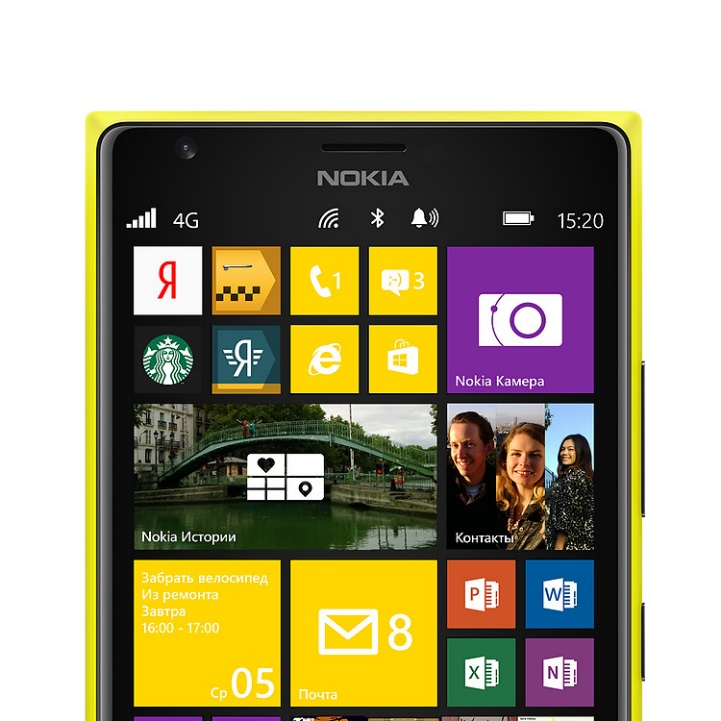 NOKIA
4G
15:20
Я
1
3
Я
Nokia Камера
Nokia Истории
Контакты
Забрать велосипед
Из ремонта
Завтра
16:00 - 17:00
Ср 05
8
Почта
P
W
X
N